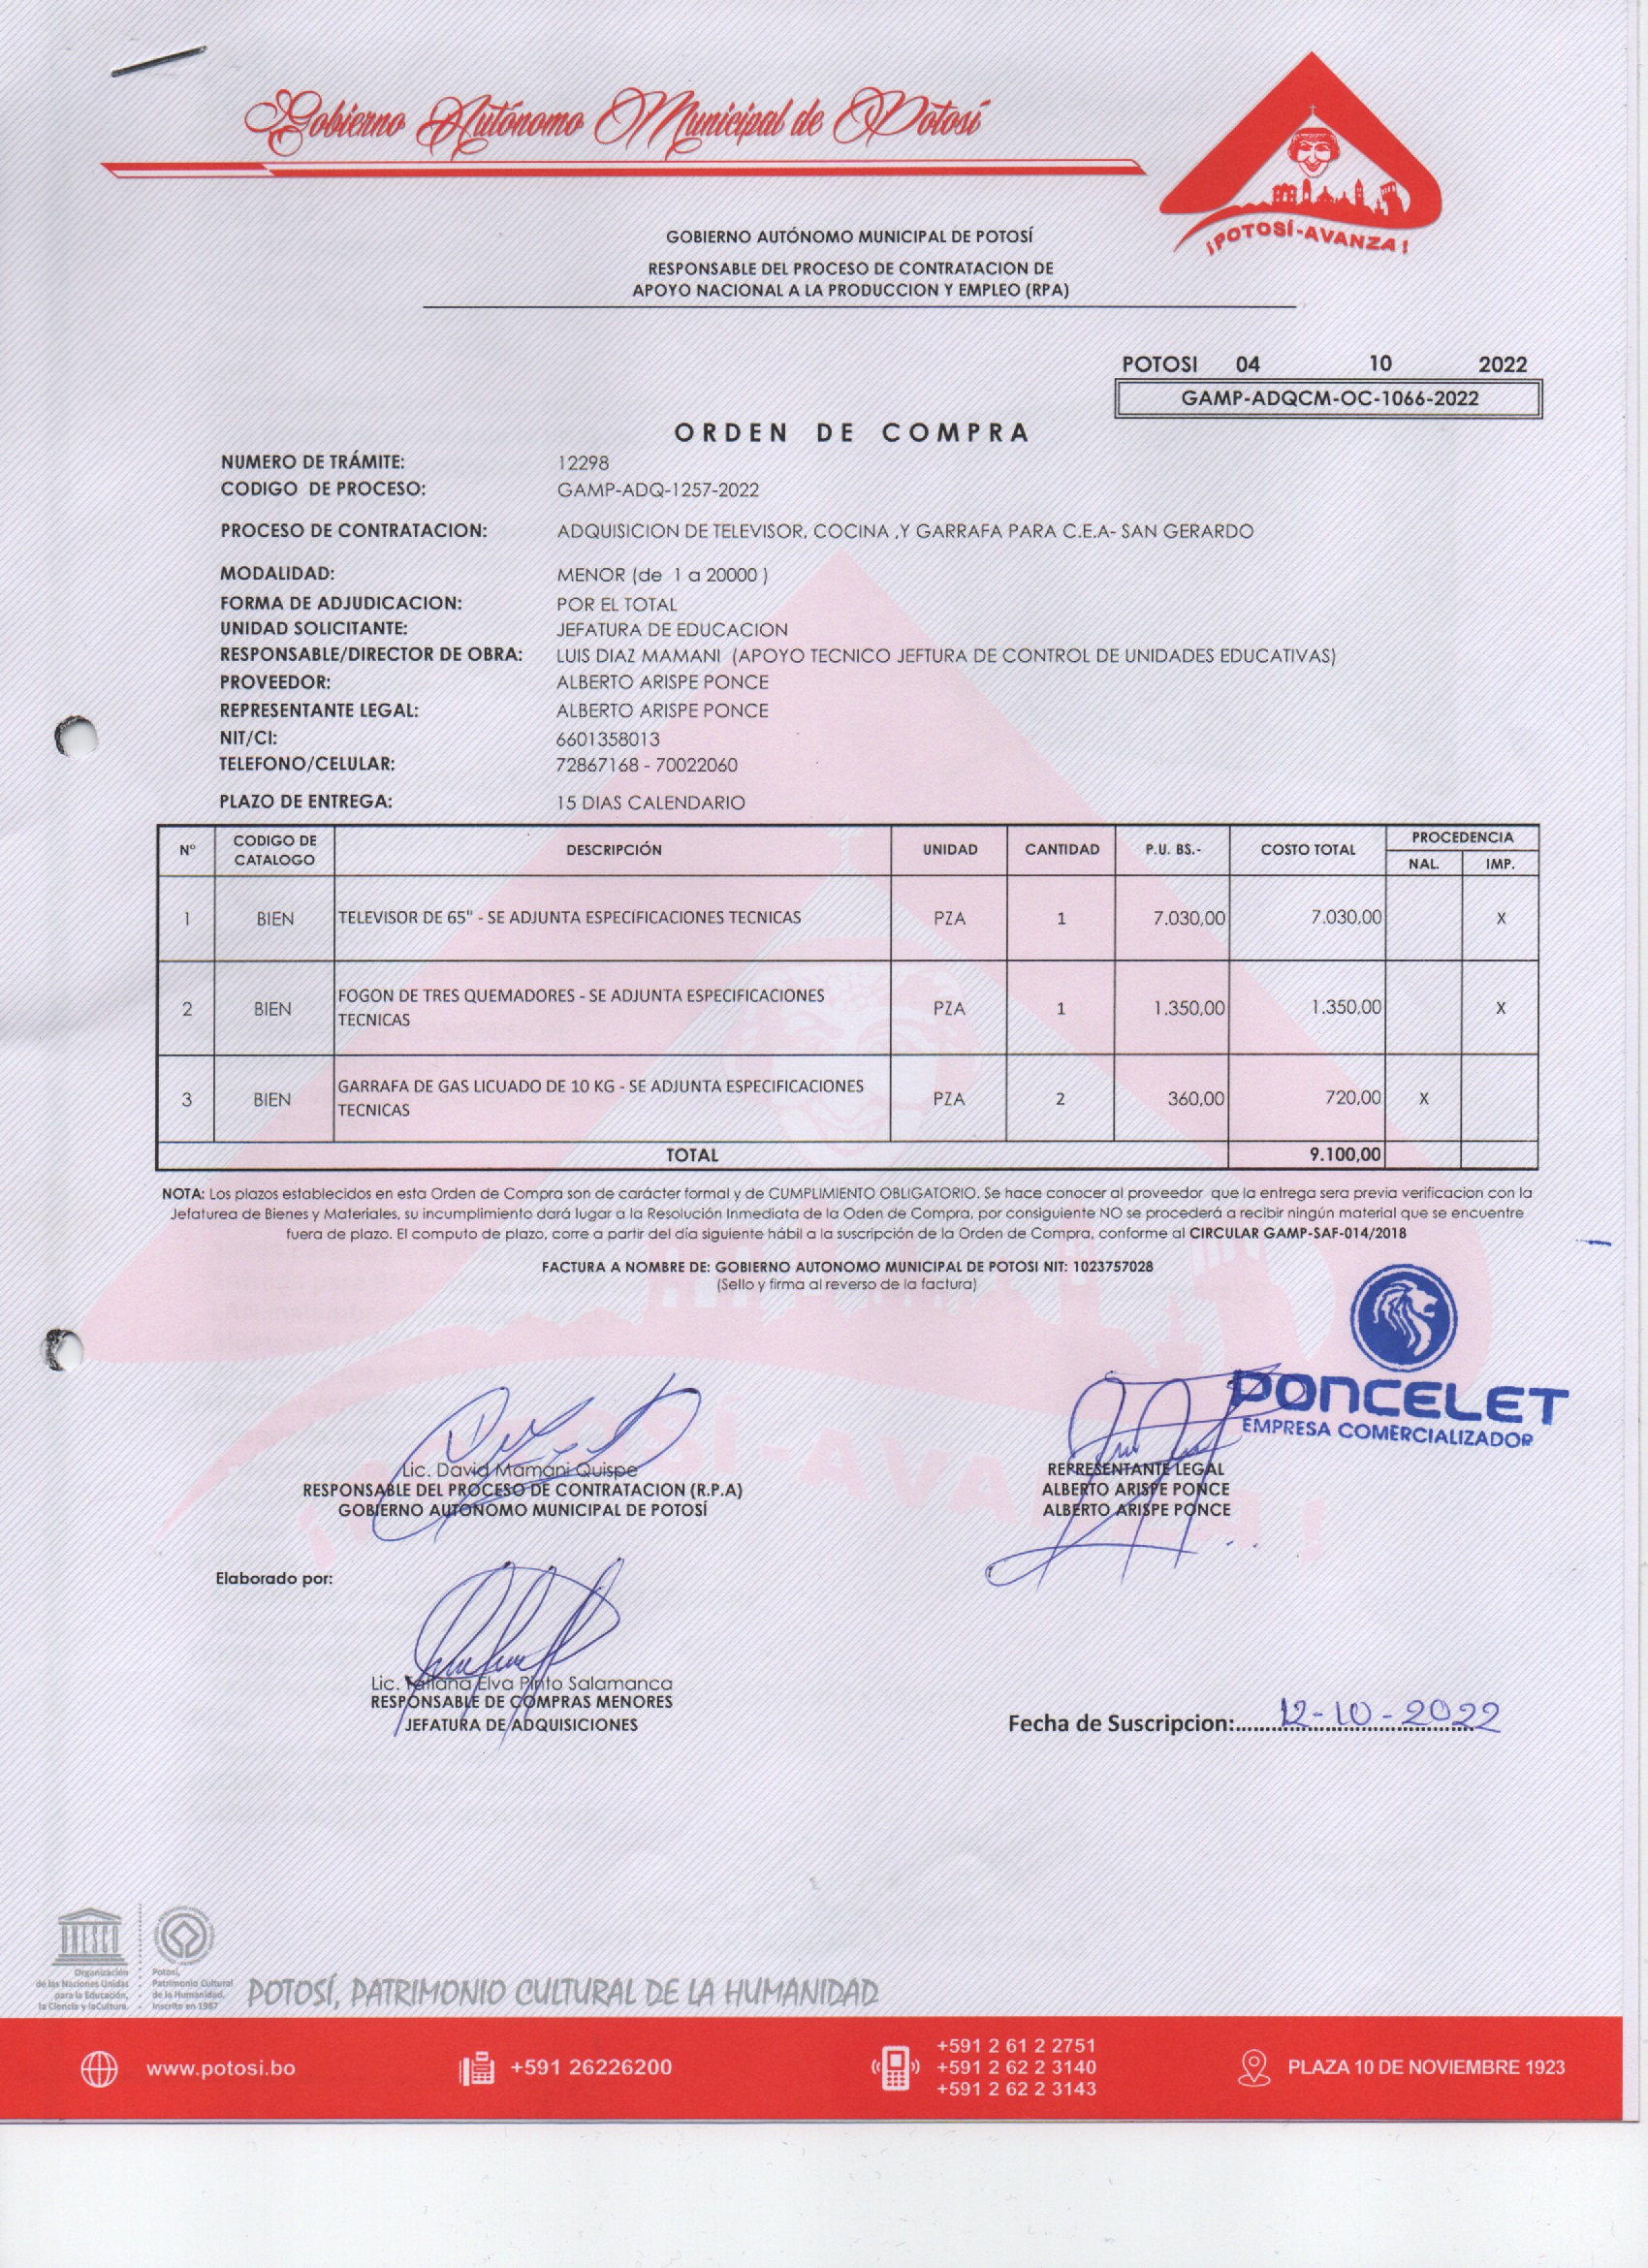 Gobierno Autónomo Municipal de Potosí
¡POTOSÍ-AVANZA!
GOBIERNO AUTÓNOMO MUNICIPAL DE POTOSÍ
RESPONSABLE DEL PROCESO DE CONTRATACION DE
APOYO NACIONAL A LA PRODUCCION Y EMPLEO (RPA)
POTOSI 04 10 2022
GAMP-ADQCM-OC-1066-2022
ORDEN DE COMPRA
NUMERO DE TRÁMITE: 12298
CODIGO DE PROCESO: GAMP-ADQ-1257-2022
PROCESO DE CONTRATACION: ADQUISICION DE TELEVISOR, COCINA ,Y GARRAFA PARA C.E.A- SAN GERARDO
MODALIDAD: MENOR (de 1 a 20000 )
FORMA DE ADJUDICACION: POR EL TOTAL
UNIDAD SOLICITANTE: JEFATURA DE EDUCACION
RESPONSABLE/DIRECTOR DE OBRA: LUIS DIAZ MAMANI (APOYO TECNICO JEFTURA DE CONTROL DE UNIDADES EDUCATIVAS)
PROVEEDOR: ALBERTO ARISPE PONCE
REPRESENTANTE LEGAL: ALBERTO ARISPE PONCE
NIT/CI: 6601358013
TELEFONO/CELULAR: 72867168 - 70022060
PLAZO DE ENTREGA: 15 DIAS CALENDARIO
N° CODIGO DE CATALOGO DESCRIPCIÓN UNIDAD CANTIDAD P.U. BS.- COSTO TOTAL PROCEDENCIA
NAL. IMP.
1 BIEN TELEVISOR DE 65" - SE ADJUNTA ESPECIFICACIONES TECNICAS PZA 1 7.030,00 7.030,00 X
2 BIEN FOGON DE TRES QUEMADORES - SE ADJUNTA ESPECIFICACIONES TECNICAS PZA 1 1.350,00 1.350,00 X
3 BIEN GARRAFA DE GAS LICUADO DE 10 KG - SE ADJUNTA ESPECIFICACIONES TECNICAS PZA 2 360,00 720,00 X
TOTAL 9.100,00
NOTA: Los plazos establecidos en esta Orden de Compra son de carácter formal y de CUMPLIMIENTO OBLIGATORIO. Se hace conocer al proveedor que la entrega sera previa verificacion con la
Jefaturea de Bienes y Materiales, su incumplimiento dará lugar a la Resolución Inmediata de la Oden de Compra, por consiguiente NO se procederá a recibir ningún material que se encuentre
fuera de plazo. El computo de plazo, corre a partir del día siguiente hábil a la suscripción de la Orden de Compra, conforme al CIRCULAR GAMP-SAF-014/2018
FACTURA A NOMBRE DE: GOBIERNO AUTONOMO MUNICIPAL DE POTOSI NIT: 1023757028
(Sello y firma al reverso de la factura)
PONCELET
EMPRESA COMERCIALIZADOR
Lic. David Mamani Quispe
RESPONSABLE DEL PROCESO DE CONTRATACION (R.P.A)
GOBIERNO AUTONOMO MUNICIPAL DE POTOSÍ
REPRESENTANTE LEGAL
ALBERTO ARISPE PONCE
ALBERTO ARISPE PONCE
Elaborado por:
Lic. Tatiana Elva Pinto Salamanca
RESPONSABLE DE COMPRAS MENORES
JEFATURA DE ADQUISICIONES
Fecha de Suscripcion:........12-10-2022
UNESCO
Organización
de las Naciones Unidas
para la Educación,
la Ciencia y laCultura.
Potosí,
Patrimonio Cultural
de la Humanidad.
Inscrito en 1987
POTOSÍ, PATRIMONIO CULTURAL DE LA HUMANIDAD
www.potosi.bo
+591 26226200
+591 2 61 2 2751
+591 2 62 2 3140
+591 2 62 2 3143
PLAZA 10 DE NOVIEMBRE 1923